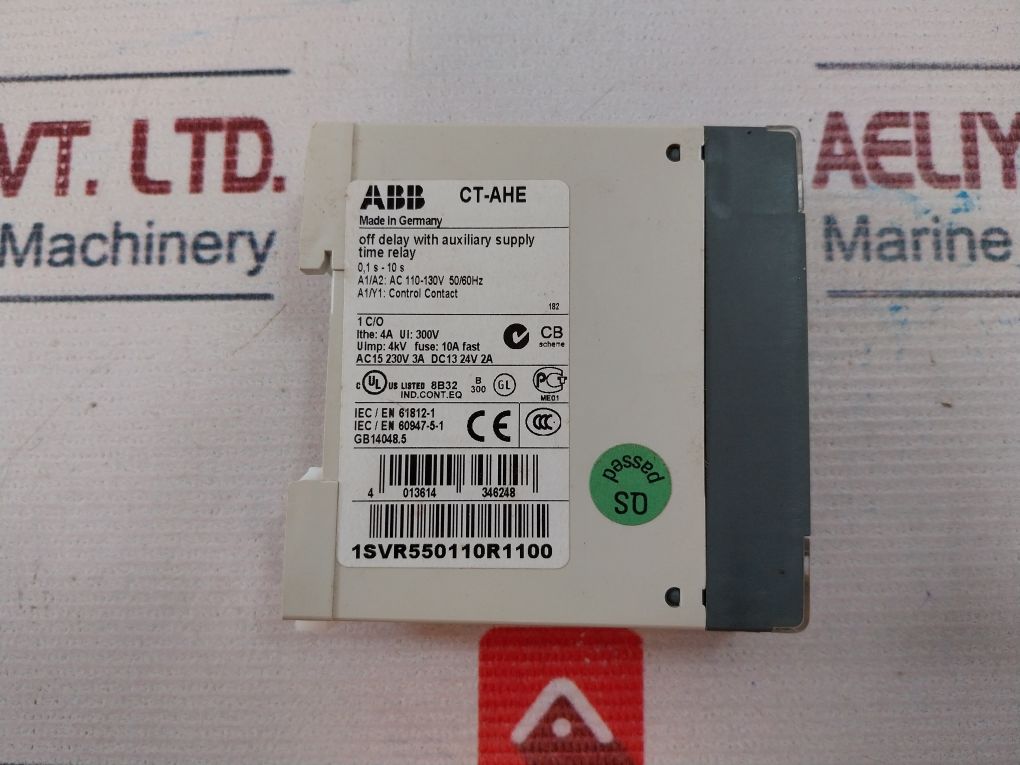 VT. LTD.
Machinery
AELIY
Marine
ABB CT-AHE
Made in Germany
off delay with auxiliary supply
time relay
0,1 s - 10 s
A1/A2: AC 110-130V 50/60Hz
A1/Y1: Control Contact
182
1 C/O
Ithe: 4A Ui: 300V
UImp: 4kV fuse: 10A fast
AC15 230V 3A DC13 24V 2A
CB
scheme
C UL US LISTED 8B32
IND.CONT.EQ
B
300
GL
PCT
ME01
IEC / EN 61812-1
IEC / EN 60947-5-1
GB14048.5
CE
CCC
4 013614 346248
1SVR550110R1100
passed
QS